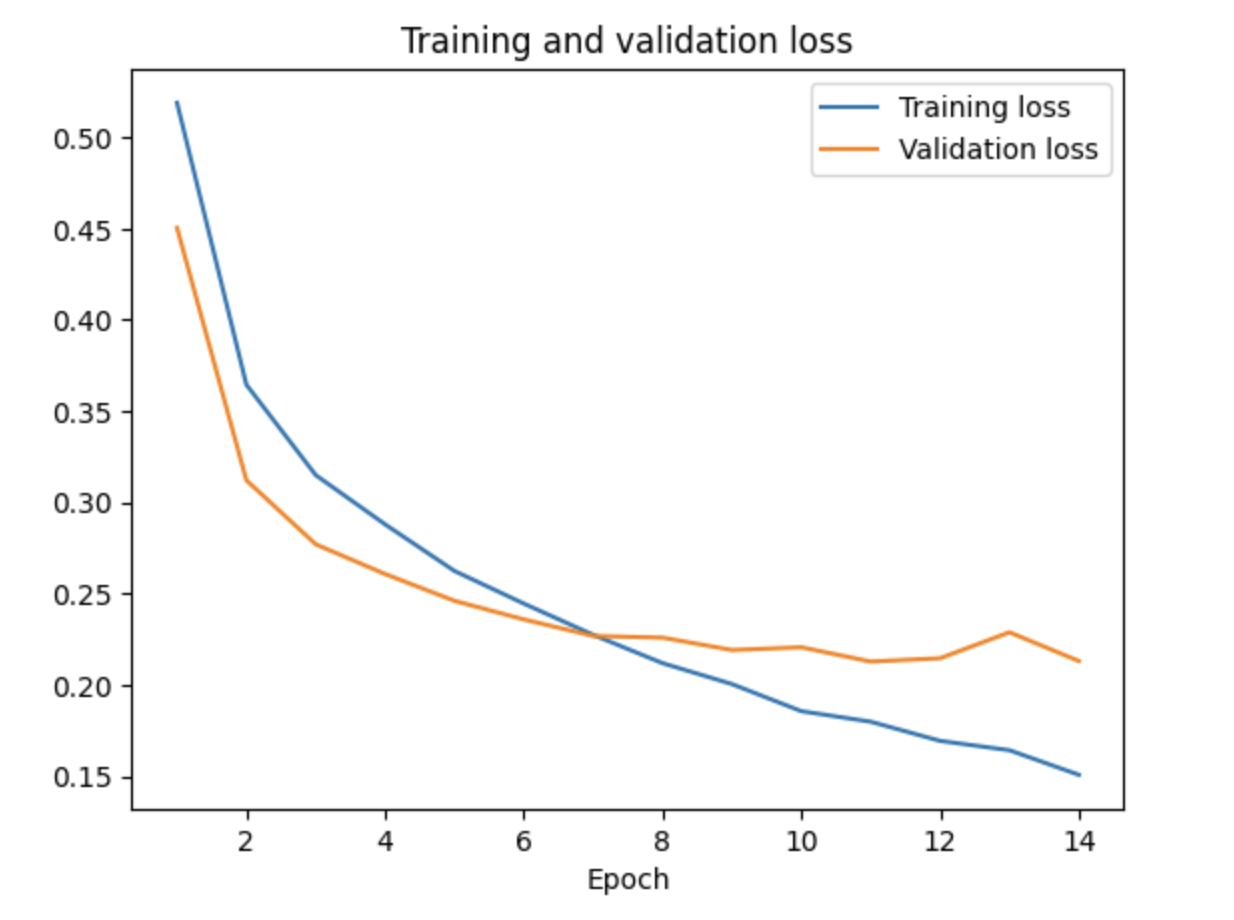 Training and validation loss
Training loss
Validation loss
0.50
0.45
0.40
0.35
0.30
0.25
0.20
0.15
2 4 6 8 10 12 14
Epoch